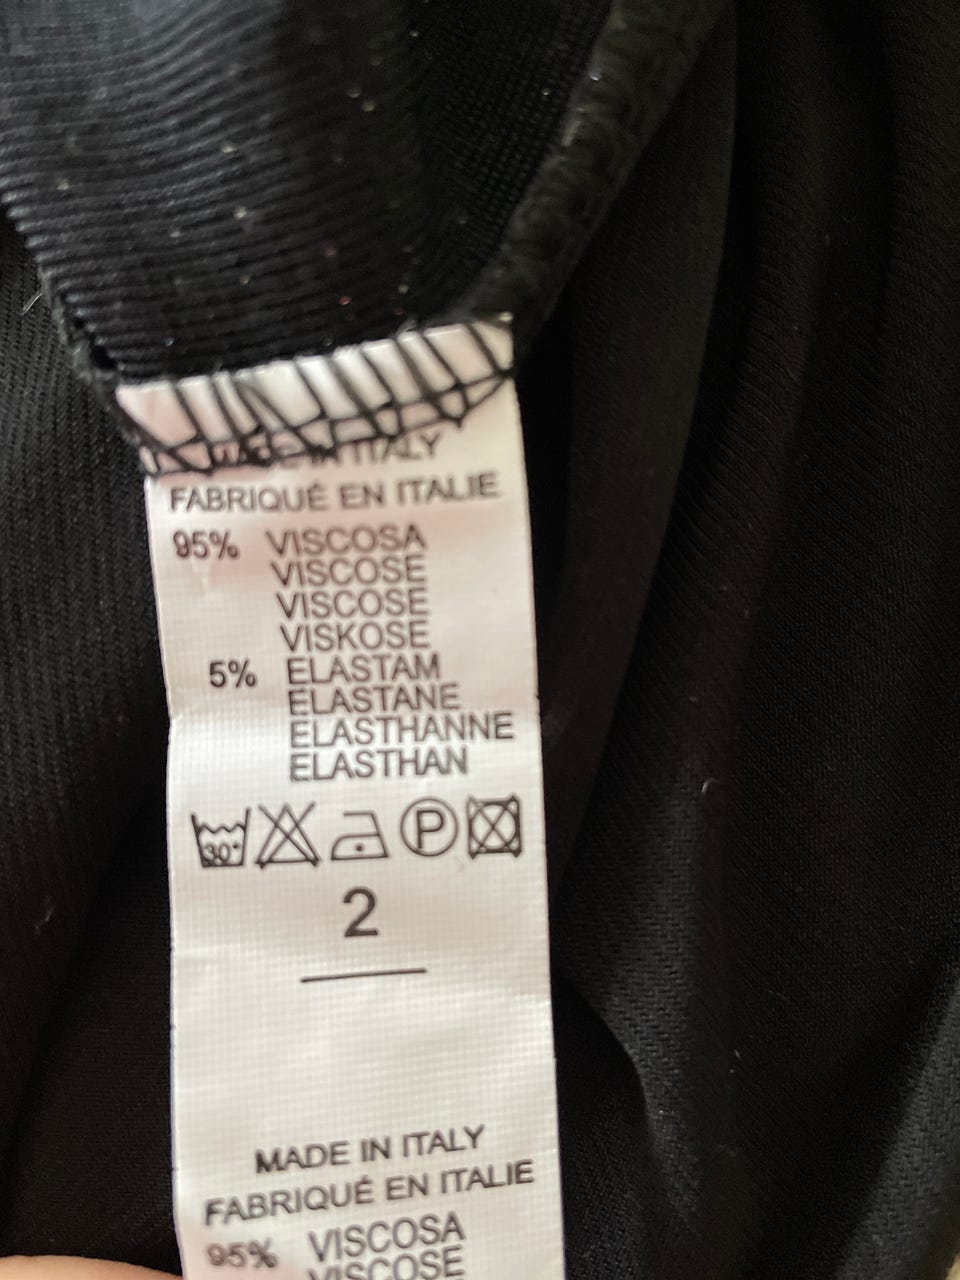 MADE IN ITALY
FABRIQUÉ EN ITALIE
95% VISCOSA
VISCOSE
VISCOSE
VISKOSE
5% ELASTAM
ELASTANE
ELASTHANNE
ELASTHAN
30° P
2
MADE IN ITALY
FABRIQUÉ EN ITALIE
95% VISCOSA
VISCOSE